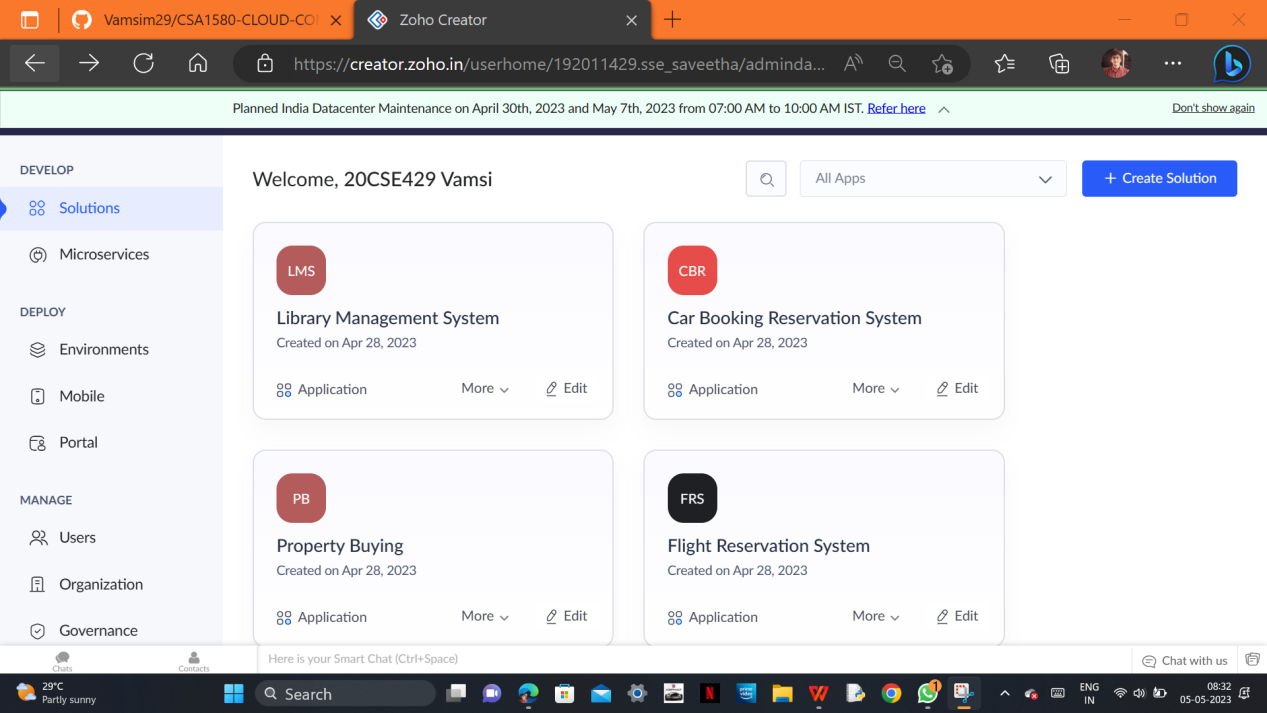 Vamsim29/CSA1580-CLOUD-CO
Zoho Creator
https://creator.zoho.in/userhome/192011429.sse_saveetha/adminda...
Planned India Datacenter Maintenance on April 30th, 2023 and May 7th, 2023 from 07:00 AM to 10:00 AM IST. Refer here
Don't show again
DEVELOP
Solutions
Microservices
DEPLOY
Environments
Mobile
Portal
MANAGE
Users
Organization
Governance
Welcome, 20CSE429 Vamsi
All Apps
+ Create Solution
LMS
Library Management System
Created on Apr 28, 2023
Application More Edit
CBR
Car Booking Reservation System
Created on Apr 28, 2023
Application More Edit
PB
Property Buying
Created on Apr 28, 2023
Application More Edit
FRS
Flight Reservation System
Created on Apr 28, 2023
Application More Edit
Chats
Contacts
Here is your Smart Chat (Ctrl+Space)
Chat with us
29°C
Partly sunny
Search
1
ENG
IN
08:32
05-05-2023